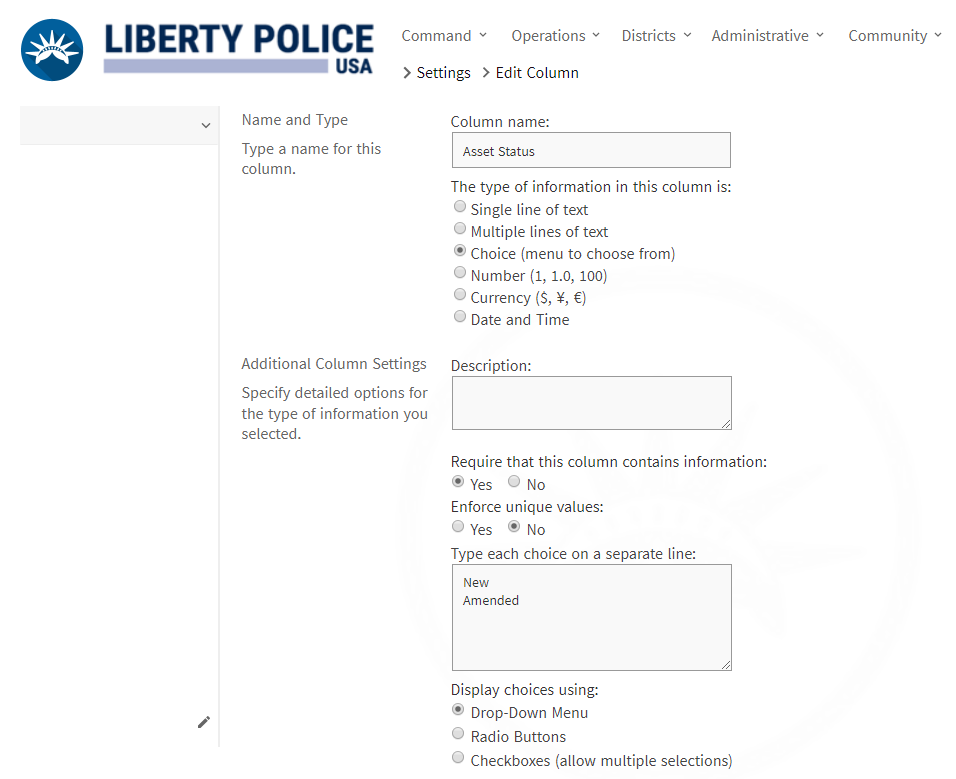 LIBERTY POLICE
USA
Command Operations Districts Administrative Community
Settings Edit Column
Name and Type
Type a name for this
column.
Column name:
Asset Status
The type of information in this column is:
Single line of text
Multiple lines of text
Choice (menu to choose from)
Number (1, 1.0, 100)
Currency ($, ¥, €)
Date and Time
Additional Column Settings
Specify detailed options for
the type of information you
selected.
Description:
Require that this column contains information:
Yes No
Enforce unique values:
Yes No
Type each choice on a separate line:
New
Amended
Display choices using:
Drop-Down Menu
Radio Buttons
Checkboxes (allow multiple selections)